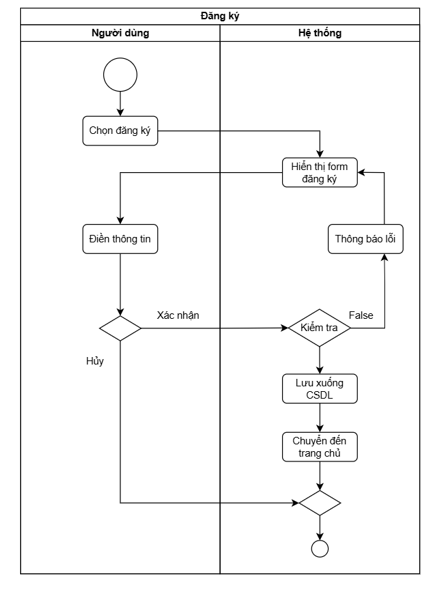 Đăng ký
Người dùng
Hệ thống
Chọn đăng ký
Hiển thị form
đăng ký
Điền thông tin
Thông báo lỗi
Xác nhận
Kiểm tra
False
Hủy
Lưu xuống
CSDL
Chuyển đến
trang chủ